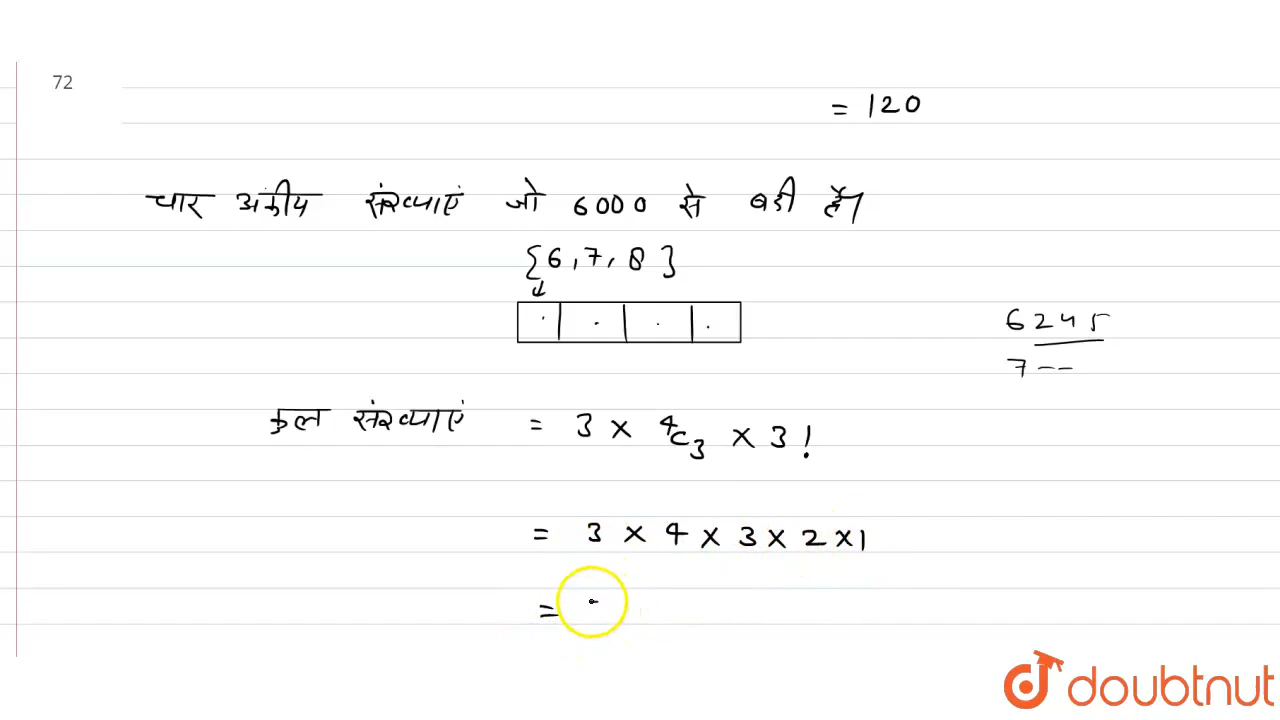 72
= 120
चार अंकीय संख्याएं जो 6000 से बड़ी हैं।
{6, 7, 8}
6245
7 --
कुल संख्याएं = 3 × ⁴C₃ × 3!
= 3 × 4 × 3 × 2 × 1
=
doubtnut